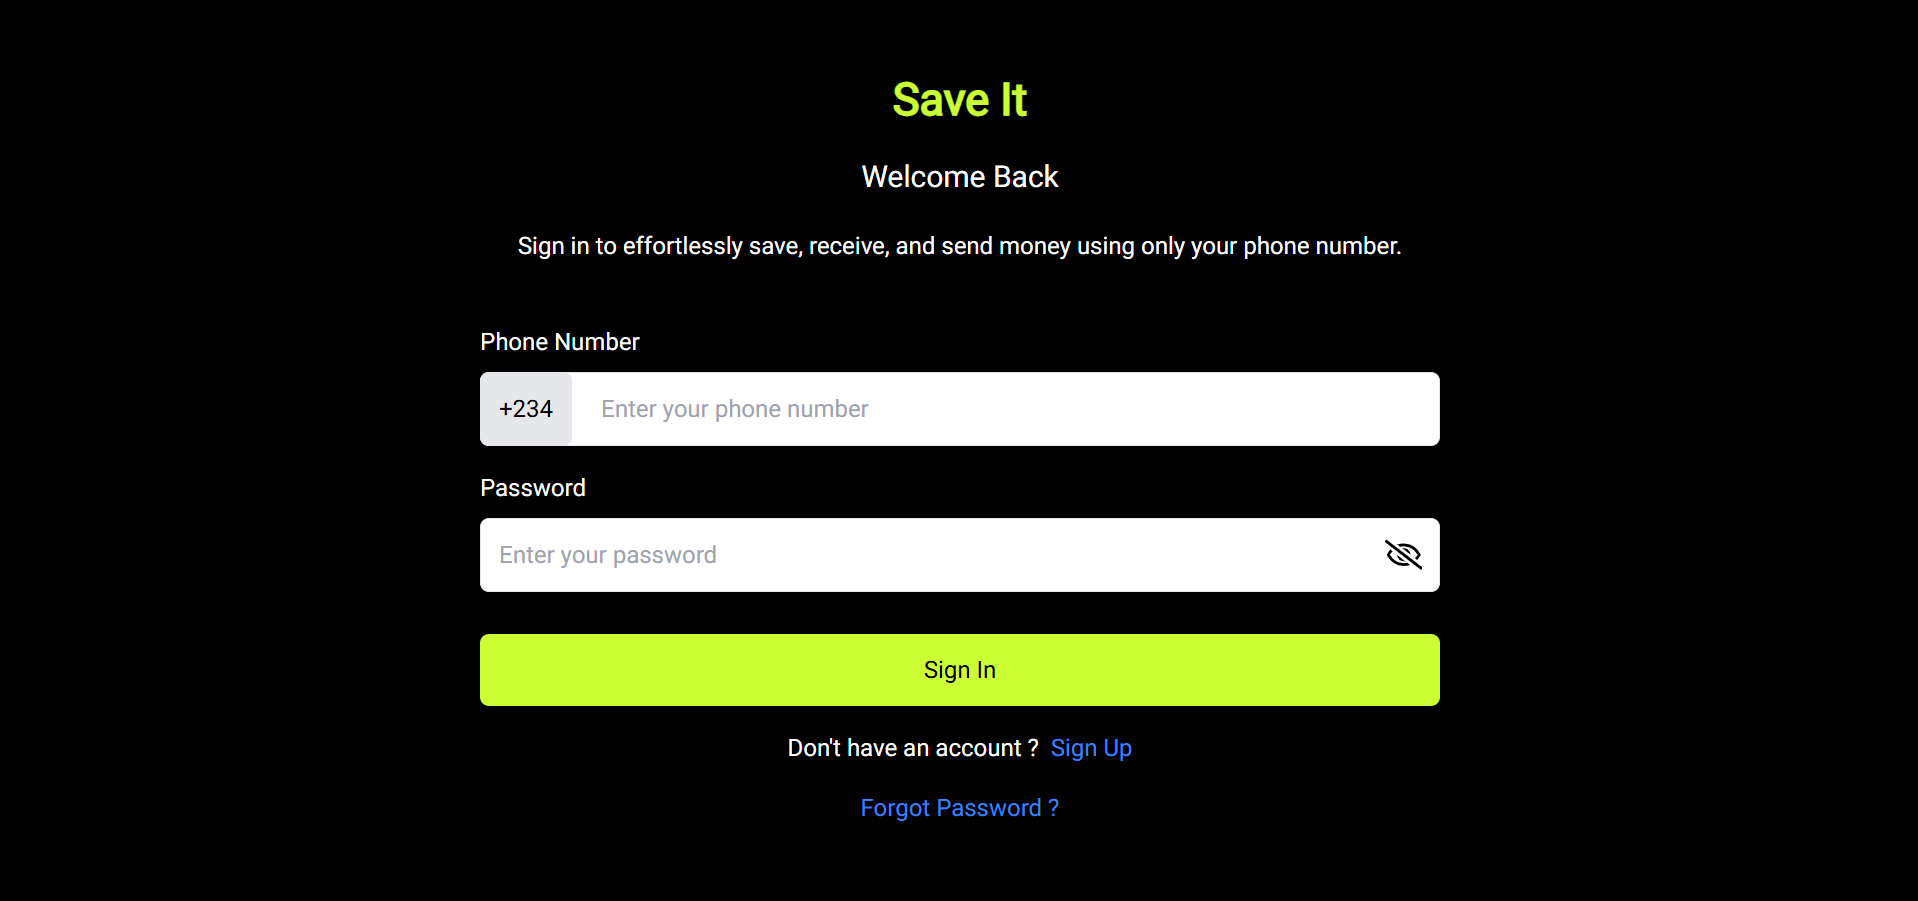 Save It
Welcome Back
Sign in to effortlessly save, receive, and send money using only your phone number.
Phone Number
+234 Enter your phone number
Password
Enter your password
Sign In
Don't have an account ? Sign Up
Forgot Password ?